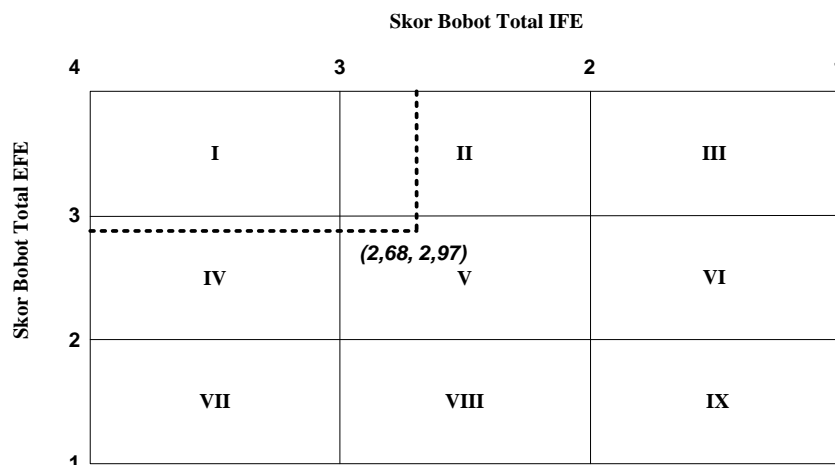 Skor Bobot Total IFE
4 3 2
I II III
Skor Bobot Total EFE
3
(2,68, 2,97)
IV V VI
2
VII VIII IX
1